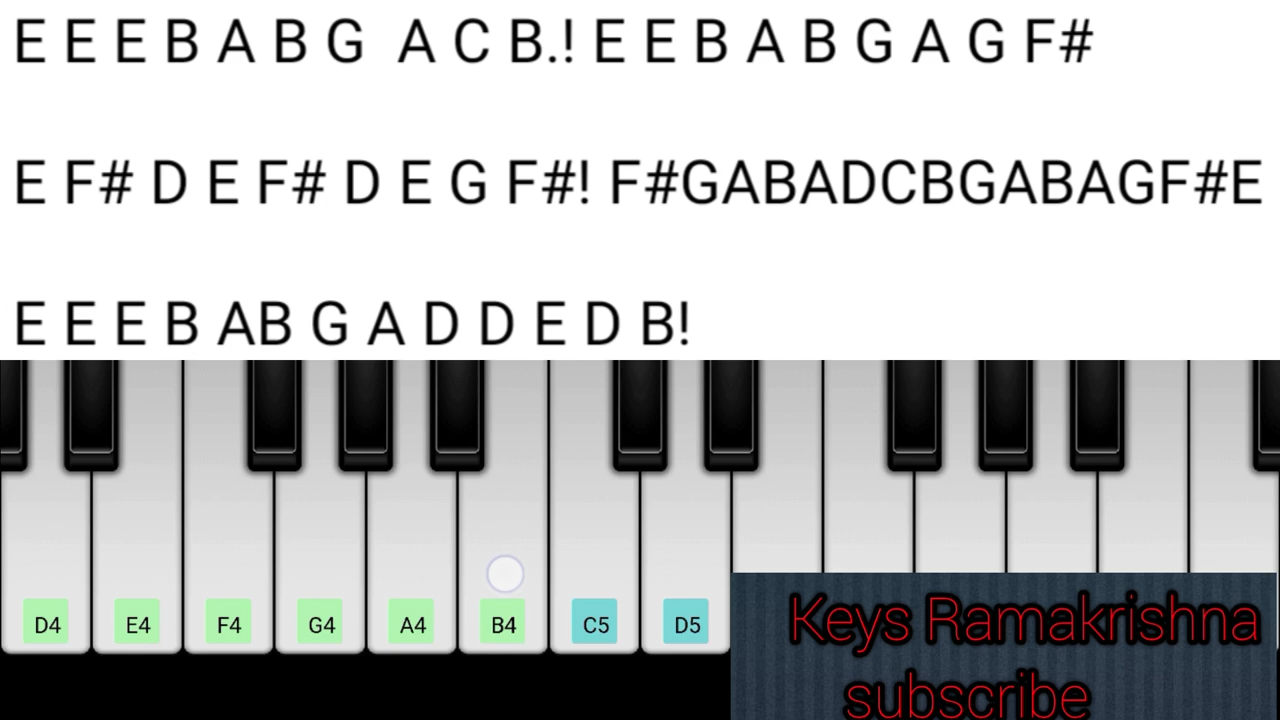 E E E B A B G A C B.! E E B A B G A G F#
E F# D E F# D E G F#! F#GABADCBGABAGF#E
E E E B AB G A D D E D B!
D4 E4 F4 G4 A4 B4 C5 D5
Keys Ramakrishna
subscribe